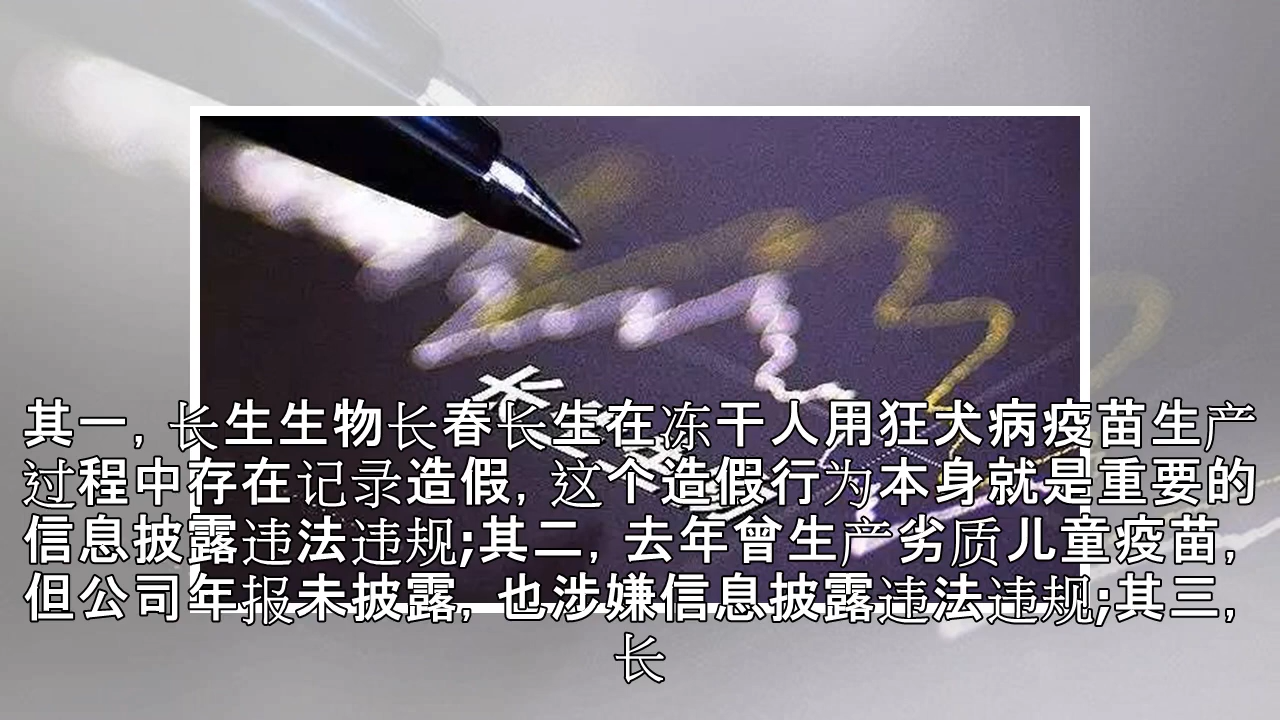 其一, 长生生物长春长生在冻干人用狂犬病疫苗生产
过程中存在记录造假, 这个造假行为本身就是重要的
信息披露违法违规;其二, 去年曾生产劣质儿童疫苗,
但公司年报未披露, 也涉嫌信息披露违法违规;其三,
长